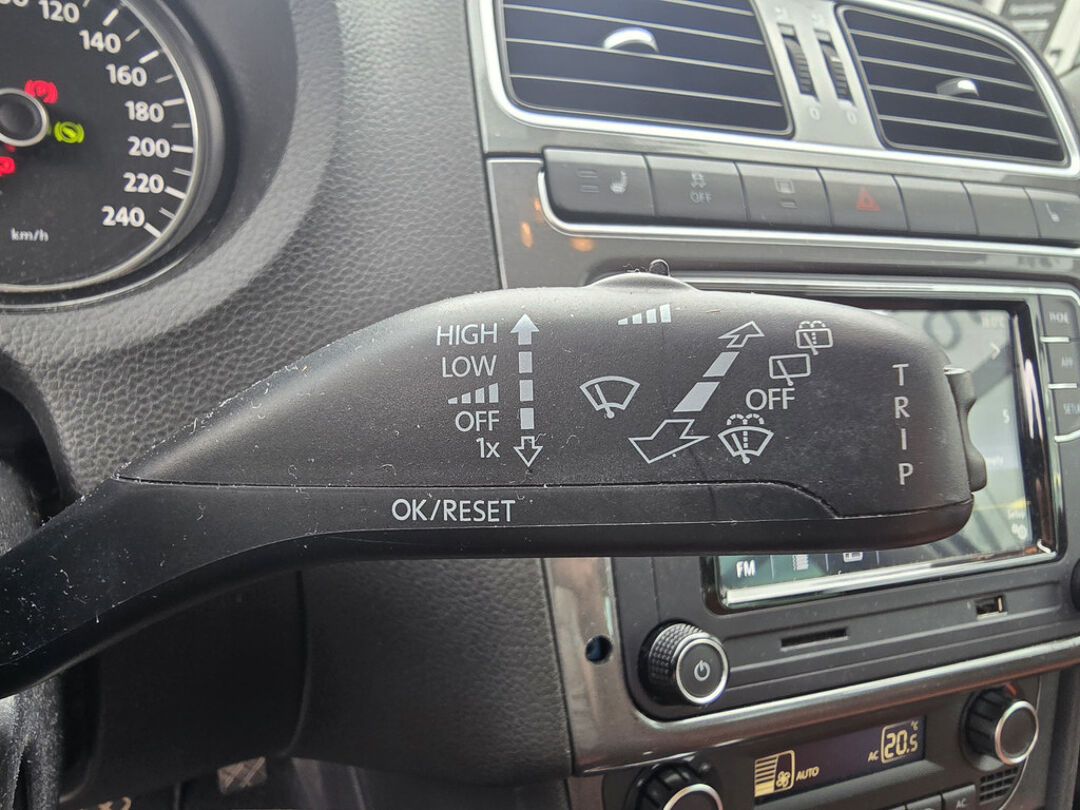 120
140
160
180
200
220
240
km/h
OFF
HIGH
LOW
OFF
1x
OFF
TRIP
OK/RESET
FM
AUTO
AC
20.5
°C
AC